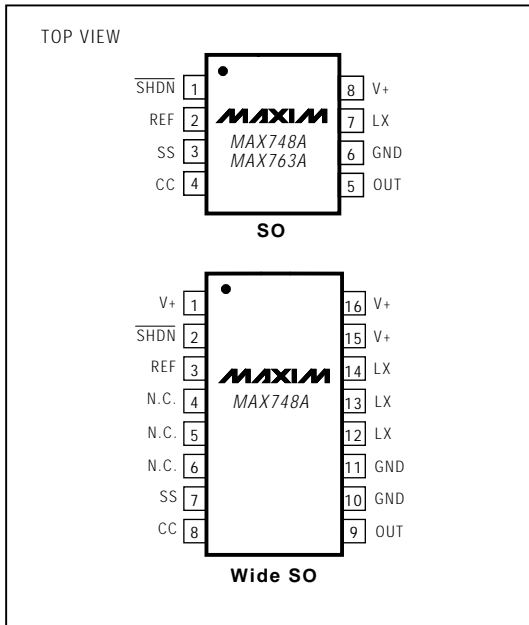 TOP VIEW
SHDN 1 8 V+
REF 2 MAXIM 7 LX
SS 3 MAX748A 6 GND
MAX763A
CC 4 5 OUT
SO
V+ 1 16 V+
SHDN 2 15 V+
REF 3 MAXIM 14 LX
N.C. 4 MAX748A 13 LX
N.C. 5 12 LX
N.C. 6 11 GND
SS 7 10 GND
CC 8 9 OUT
Wide SO